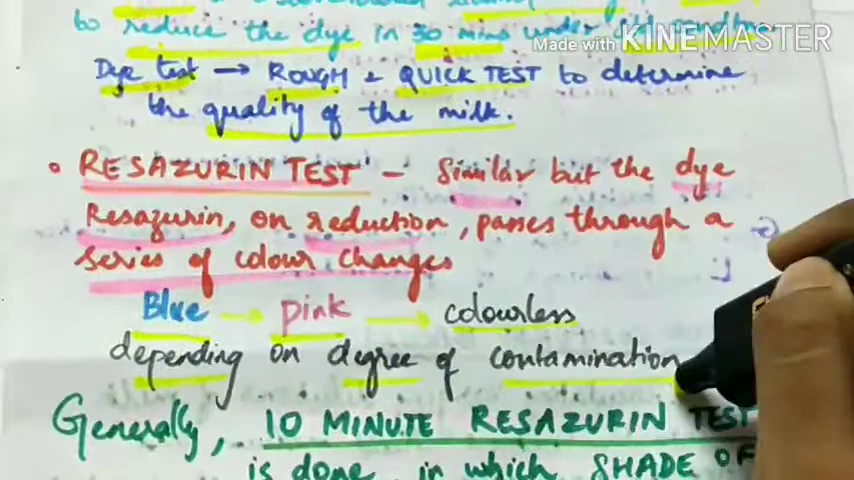 to reduce the dye in 30 mins under
Made with KINEMASTER
Dye test → ROUGH & QUICK TEST to determine
the quality of the milk.
• RESAZURIN TEST - Similar but the dye
Resazurin, on reduction, passes through a
series of colour changes
Blue → pink → colourless
depending on degree of contamination
Generally, 10 MINUTE RESAZURIN TEST
is done in which SHADE OF